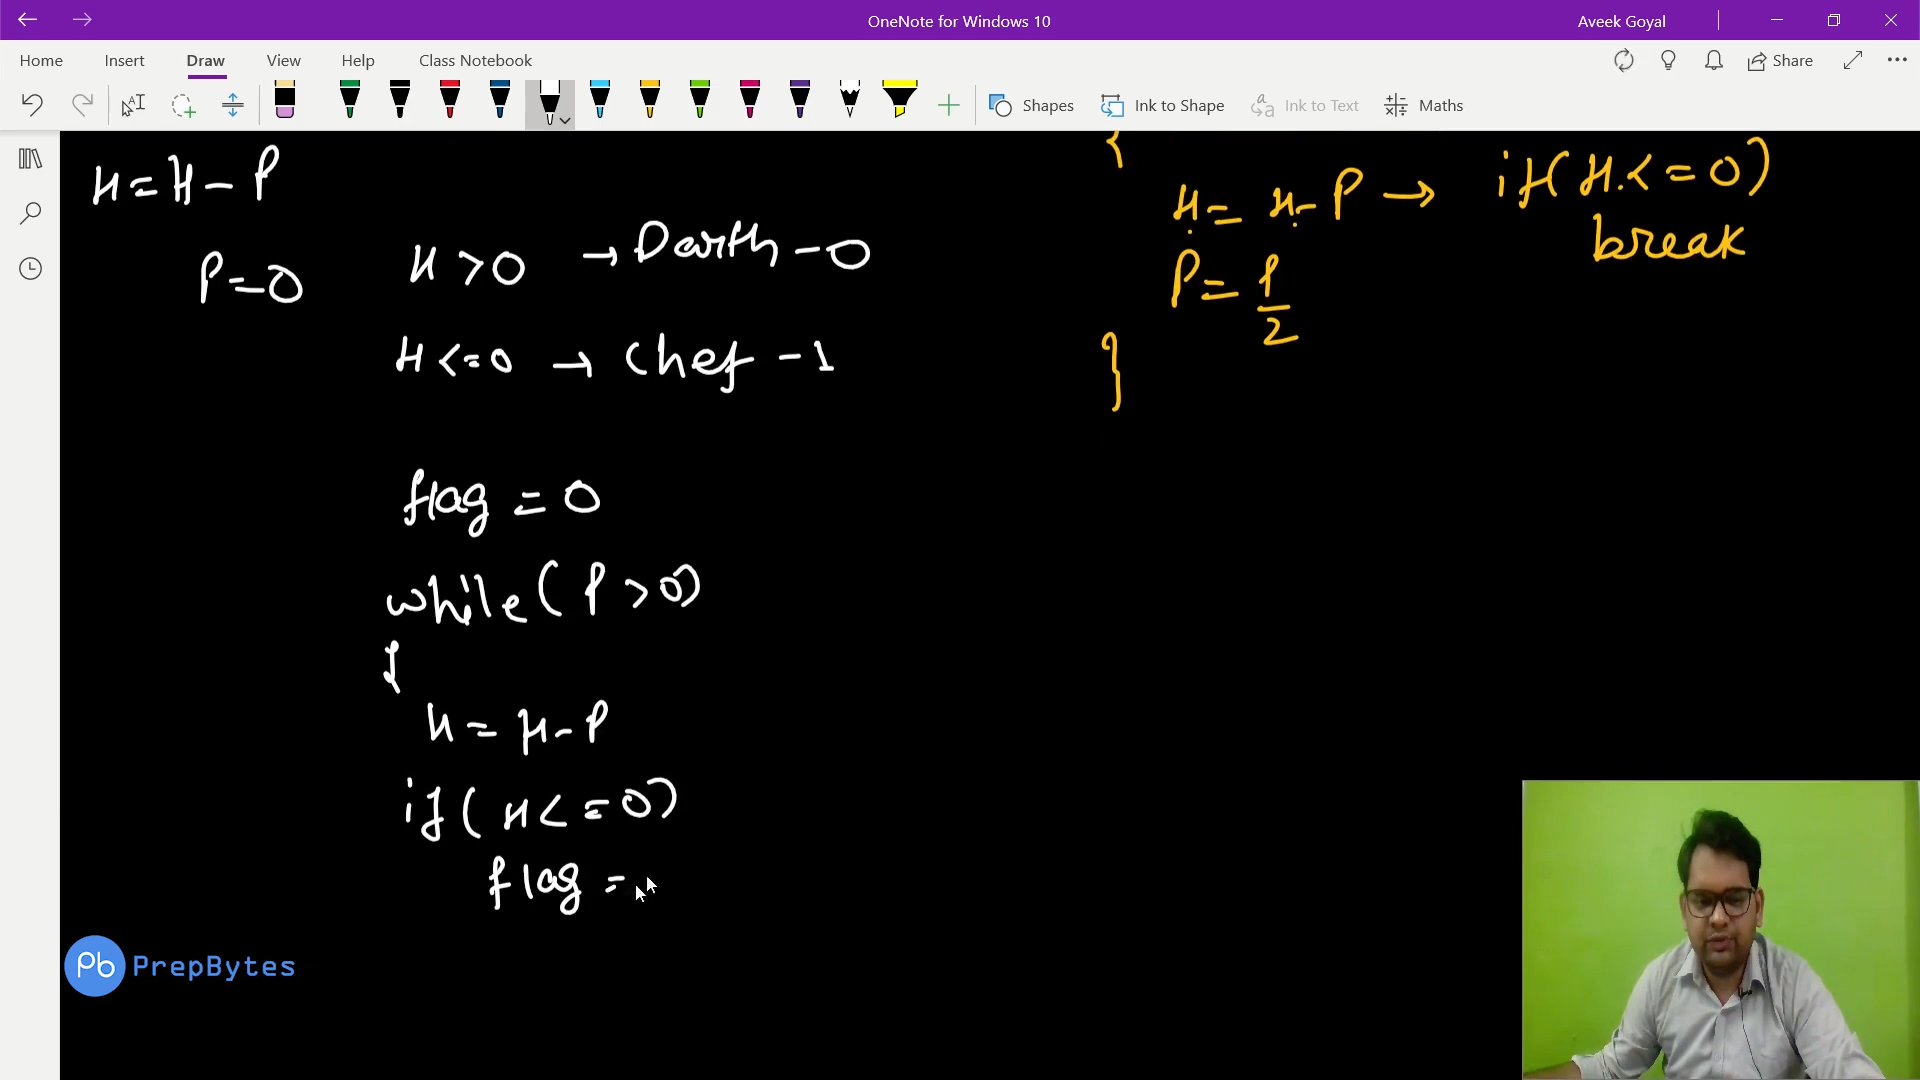 OneNote for Windows 10
Aveek Goyal
Home Insert Draw View Help Class Notebook
Share
Shapes Ink to Shape Ink to Text Maths
H=H-P
P=0
H>0 → Darth-0
H<=0 → Chef-1
flag = 0
while(P>0)
{
H=H-P
if(H<=0)
flag =
{
H= H-P → if(H<=0)
break
P= P/2
}
Pb PrepBytes